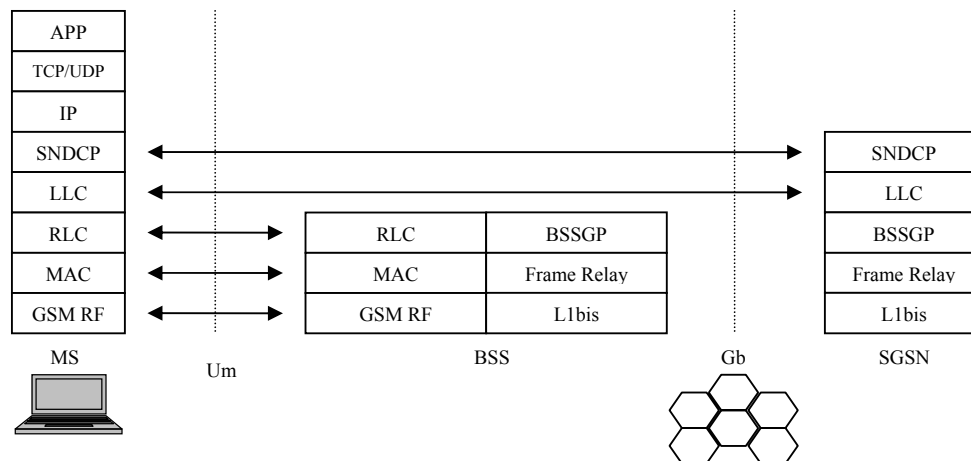 APP
TCP/UDP
IP
SNDCP
SNDCP
LLC
LLC
RLC
RLC
BSSGP
BSSGP
MAC
MAC
Frame Relay
Frame Relay
GSM RF
GSM RF
L1bis
L1bis
MS
Um
BSS
Gb
SGSN